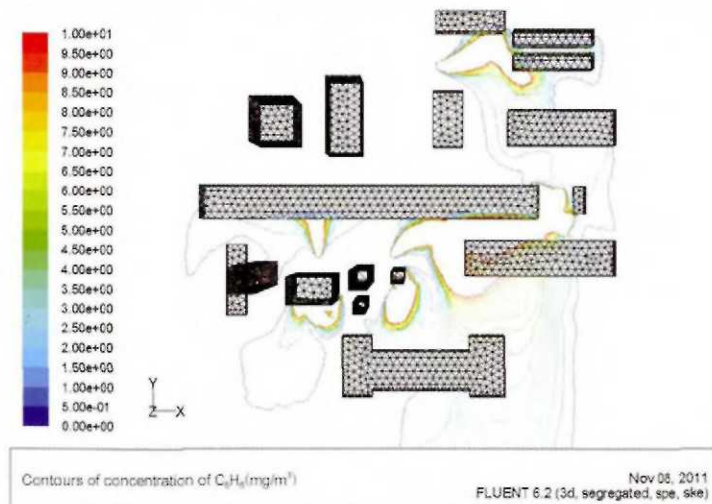 1.00e+01
9.50e+00
9.00e+00
8.50e+00
8.00e+00
7.50e+00
7.00e+00
6.50e+00
6.00e+00
5.50e+00
5.00e+00
4.50e+00
4.00e+00
3.50e+00
3.00e+00
2.50e+00
2.00e+00
1.50e+00
1.00e+00
5.00e-01
0.00e+00
Y
Z X
Contours of concentration of C₆H₆(mg/m³)
Nov 08, 2011
FLUENT 6.2 (3d, segregated, spe, ske)